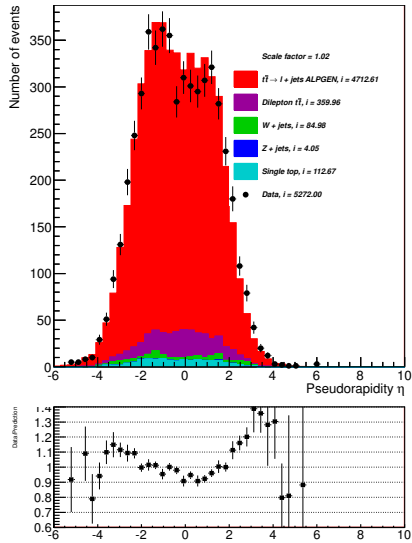 Number of events
350
300
250
200
150
100
50
0
Scale factor = 1.02
tt̄→ l + jets ALPGEN, i = 4712.61
Dilepton tt̄, i = 359.96
W + jets, i = 84.98
Z + jets, i = 4.05
Single top, i = 112.67
Data, i = 5272.00
-6 -4 -2 0 2 4 6 8 10
Pseudorapidity η
Data/Prediction
1.4
1.3
1.2
1.1
1
0.9
0.8
0.7
0.6
-6 -4 -2 0 2 4 6 8 10